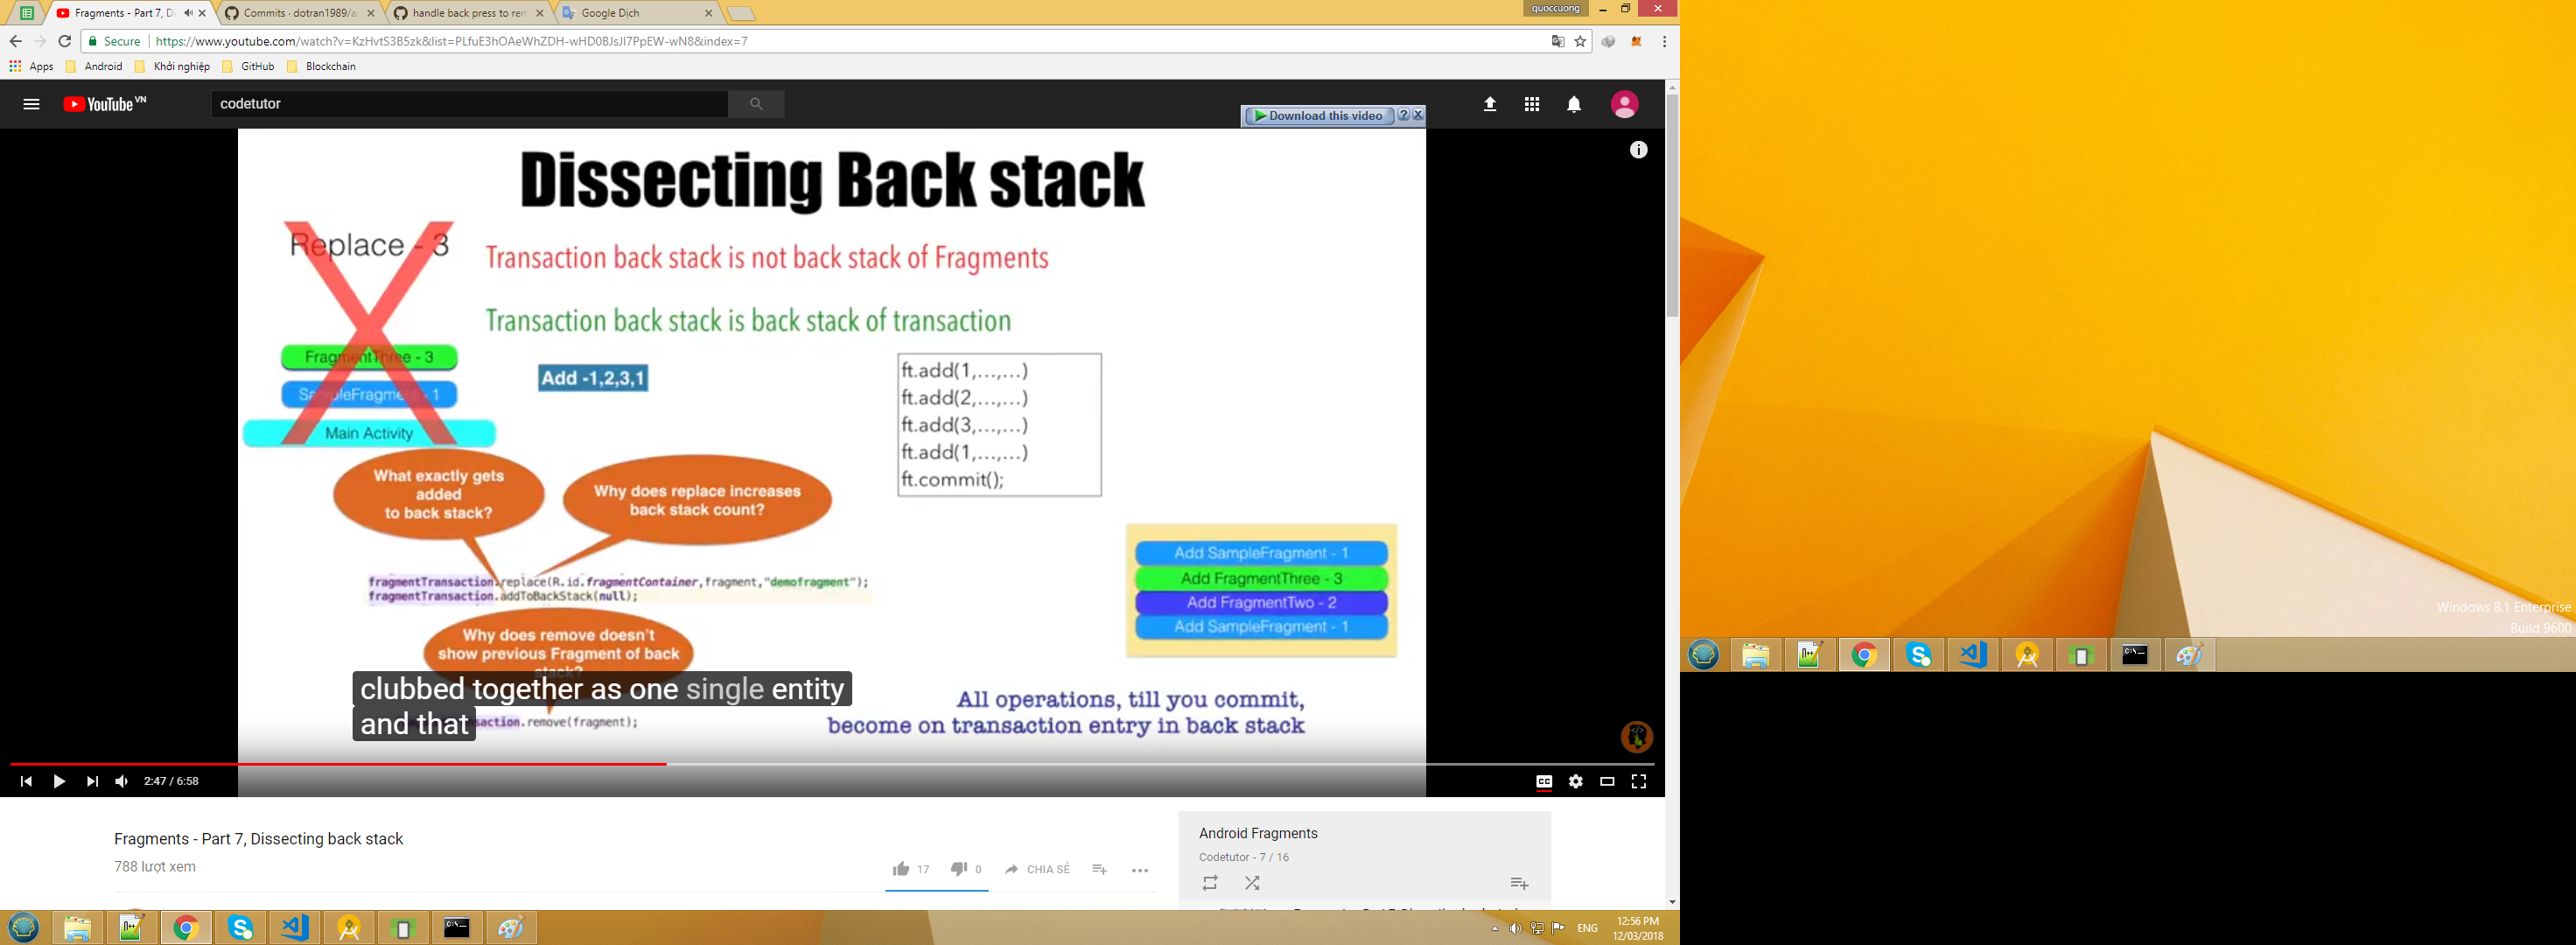 Fragments - Part 7, Di
Commits · dotran1989/a
handle back press to rem
Google Dịch
quoccuong
Secure
https://www.youtube.com/watch?v=KzHvtS3B5zk&list=PLfuE3hOAeWhZDH-wHD0BJsJI7PpEW-wN8&index=7
Apps
Android
Khởi nghiệp
GitHub
Blockchain
YouTube VN
codetutor
Download this video
Dissecting Back stack
Replace - 3
Transaction back stack is not back stack of Fragments
Transaction back stack is back stack of transaction
FragmentThree - 3
SampleFragment - 1
Main Activity
Add -1,2,3,1
ft.add(1,...,...)
ft.add(2,...,...)
ft.add(3,...,...)
ft.add(1,...,...)
ft.commit();
What exactly gets
added
to back stack?
Why does replace increases
back stack count?
fragmentTransaction.replace(R.id.fragmentContainer,fragment,"demofragment");
fragmentTransaction.addToBackStack(null);
Add SampleFragment - 1
Add FragmentThree - 3
Add FragmentTwo - 2
Add SampleFragment - 1
Why does remove doesn't
show previous Fragment of back
clubbed together as one single entity
and that
saction.remove(fragment);
All operations, till you commit,
become on transaction entry in back stack
2:47 / 6:58
Fragments - Part 7, Dissecting back stack
788 lượt xem
17
0
CHIA SẺ
Android Fragments
Codetutor - 7 / 16
ENG
12:56 PM
12/03/2018
Windows 8.1 Enterprise
Build 9600